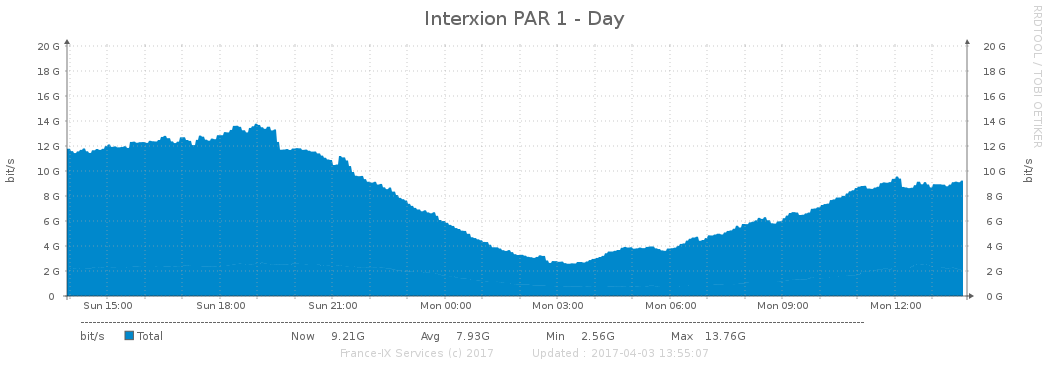 Interxion PAR 1 - Day
RRDTOOL / TOBI OETIKER
20 G 20 G
18 G 18 G
16 G 16 G
14 G 14 G
12 G 12 G
10 G 10 G
8 G 8 G
6 G 6 G
4 G 4 G
2 G 2 G
0 0 G
bit/s
bit/s
Sun 15:00 Sun 18:00 Sun 21:00 Mon 00:00 Mon 03:00 Mon 06:00 Mon 09:00 Mon 12:00
bit/s Total Now 9.21G Avg 7.93G Min 2.56G Max 13.76G
France-IX Services (c) 2017 Updated : 2017-04-03 13:55:07